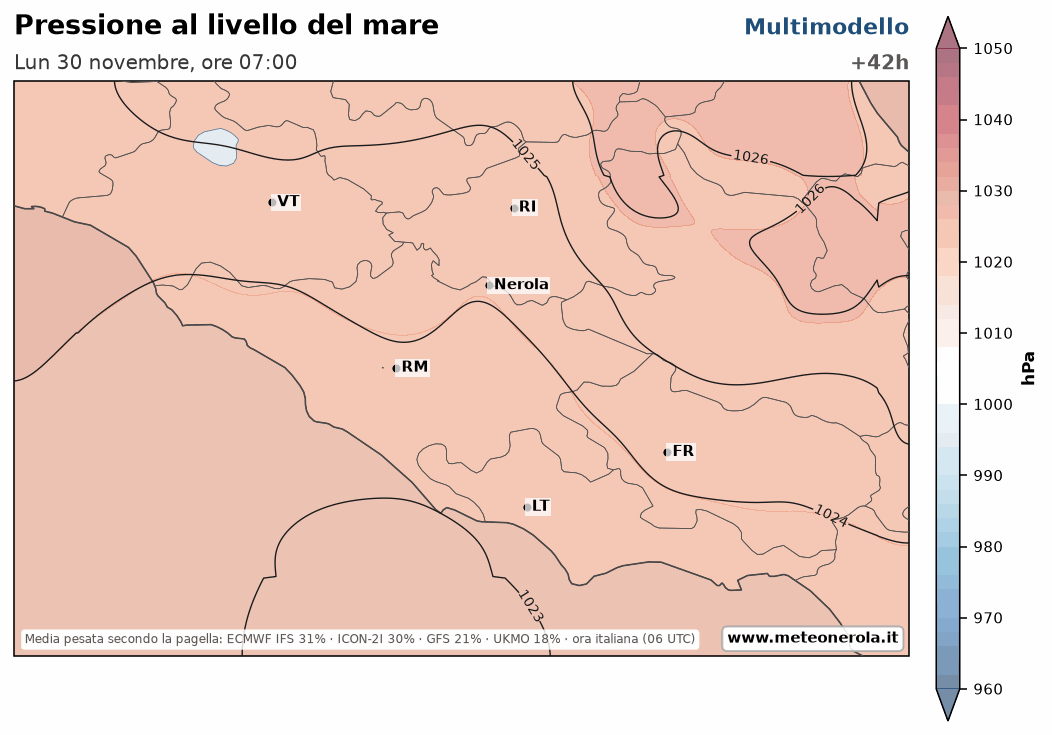 Pressione al livello del mare
Multimodello
Lun 30 novembre, ore 07:00
+42h
1050
1040
1030
1020
1010
1000
990
980
970
960
hPa
1025
1026
1026
VT
RI
Nerola
RM
FR
LT
1024
1023
Media pesata secondo la pagella: ECMWF IFS 31% · ICON-2I 30% · GFS 21% · UKMO 18% · ora italiana (06 UTC)
www.meteonerola.it